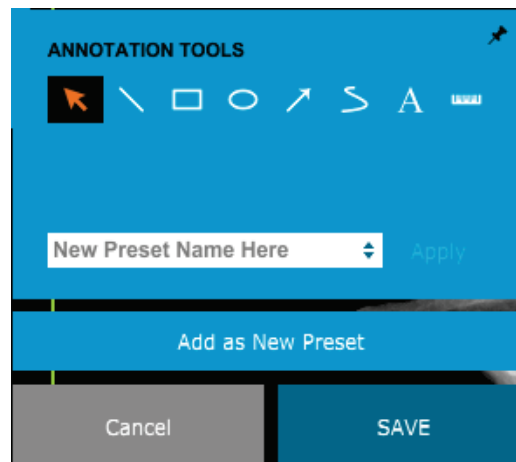 ANNOTATION TOOLS
A
New Preset Name Here
Apply
Add as New Preset
Cancel
SAVE